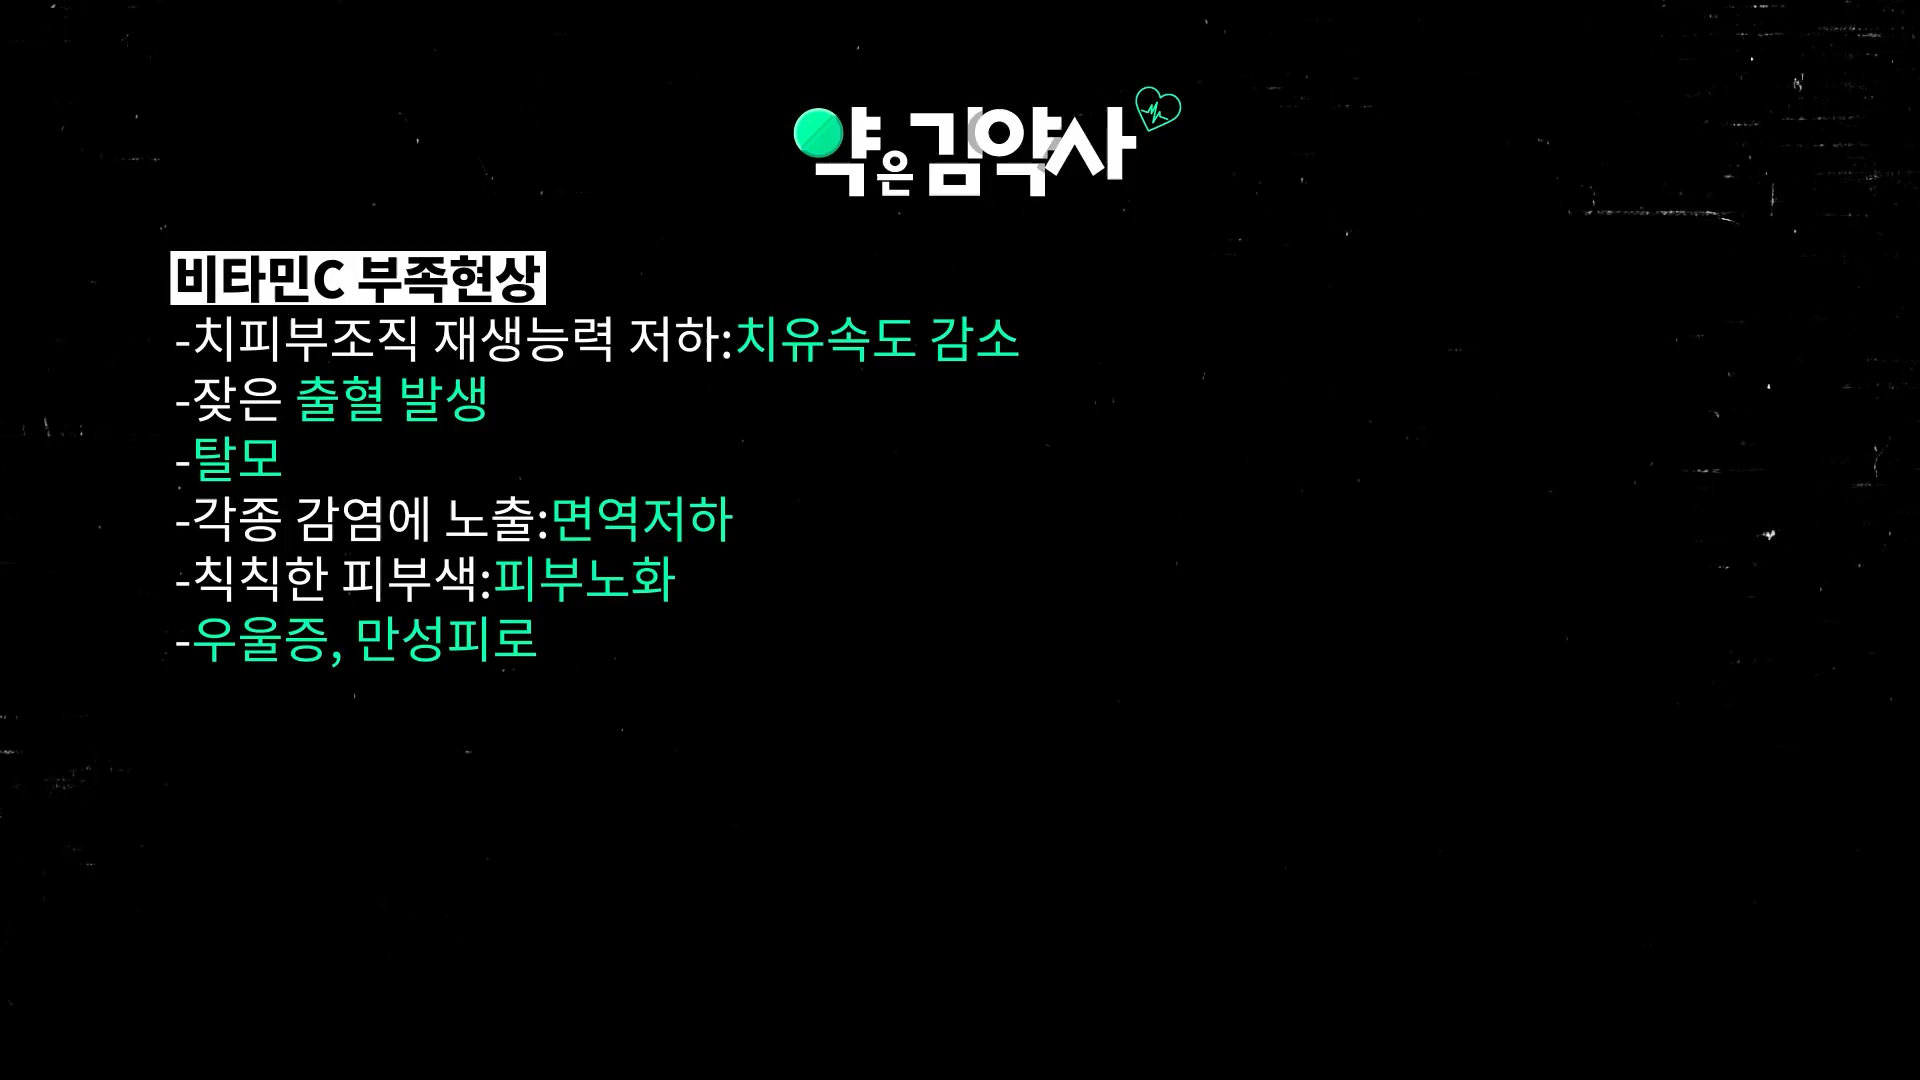 약은김약사
비타민C 부족현상
-치피부조직 재생능력 저하:치유속도 감소
-잦은 출혈 발생
-탈모
-각종 감염에 노출:면역저하
-칙칙한 피부색:피부노화
-우울증, 만성피로